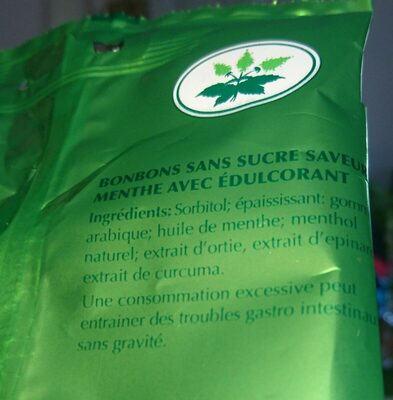 BONBONS SANS SUCRE SAVEUR
MENTHE AVEC ÉDULCORANT
Ingrédients: Sorbitol; épaississant: gomme
arabique; huile de menthe; menthol
naturel; extrait d'ortie, extrait d'epinard
extrait de curcuma.
Une consommation excessive peut
entrainer des troubles gastro intestinaux
sans gravité.